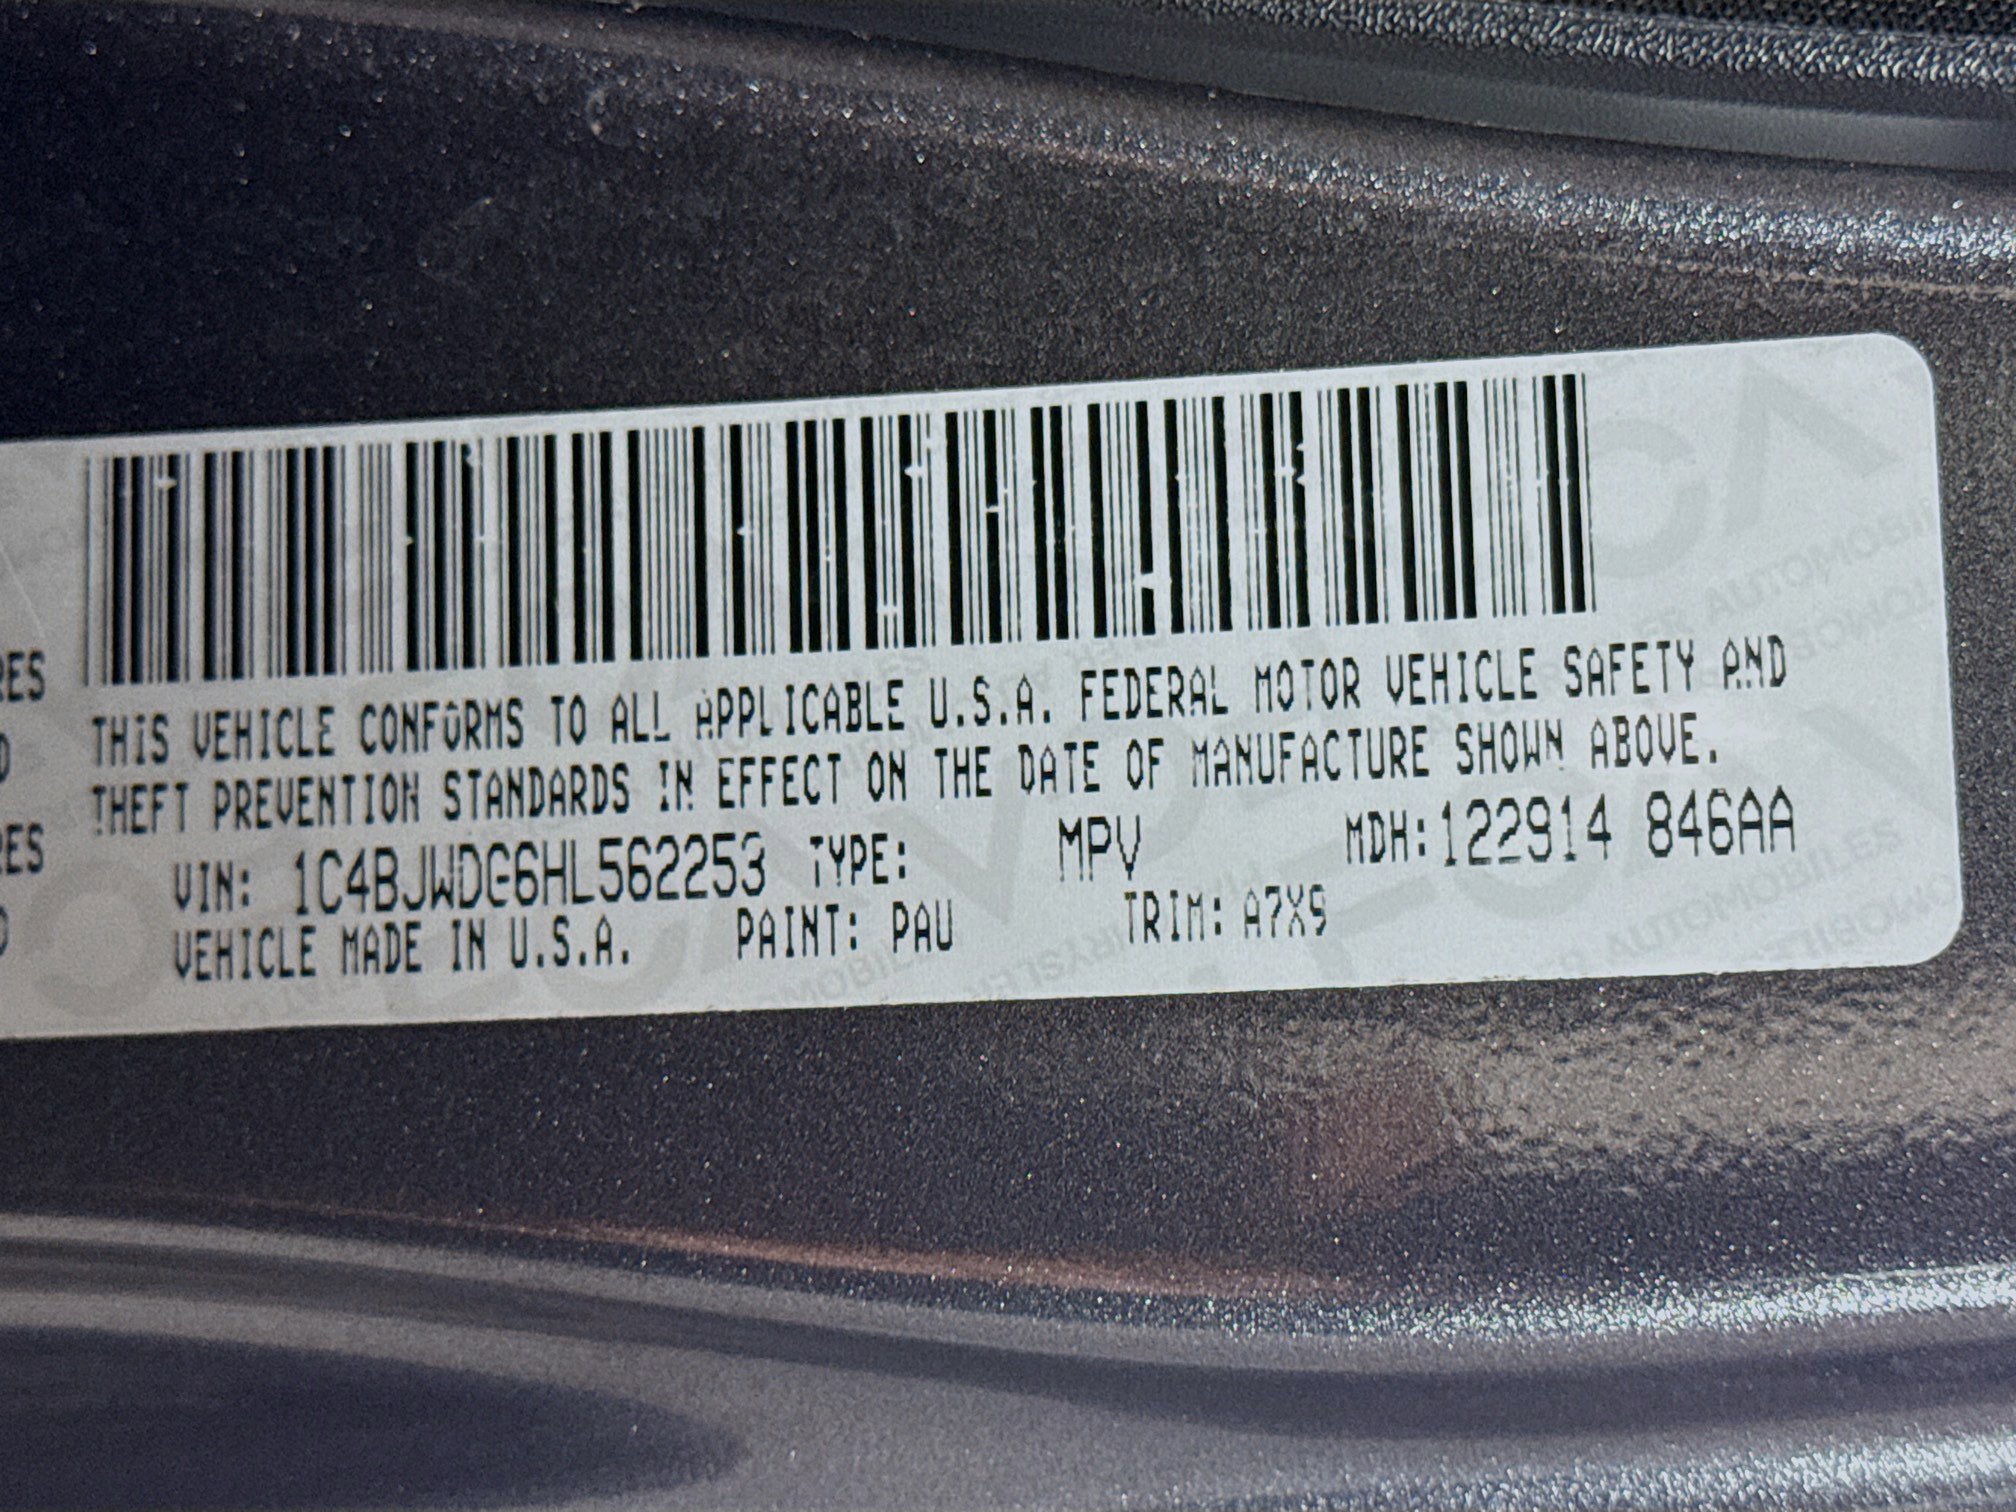 THIS VEHICLE CONFORMS TO ALL APPLICABLE U.S.A. FEDERAL MOTOR VEHICLE SAFETY AND
THEFT PREVENTION STANDARDS IN EFFECT ON THE DATE OF MANUFACTURE SHOWN ABOVE.
VIN: 1C4BJWDG6HL562253 TYPE: MPV MDH:122914 846AA
VEHICLE MADE IN U.S.A. PAINT: PAU TRIM: A7X9